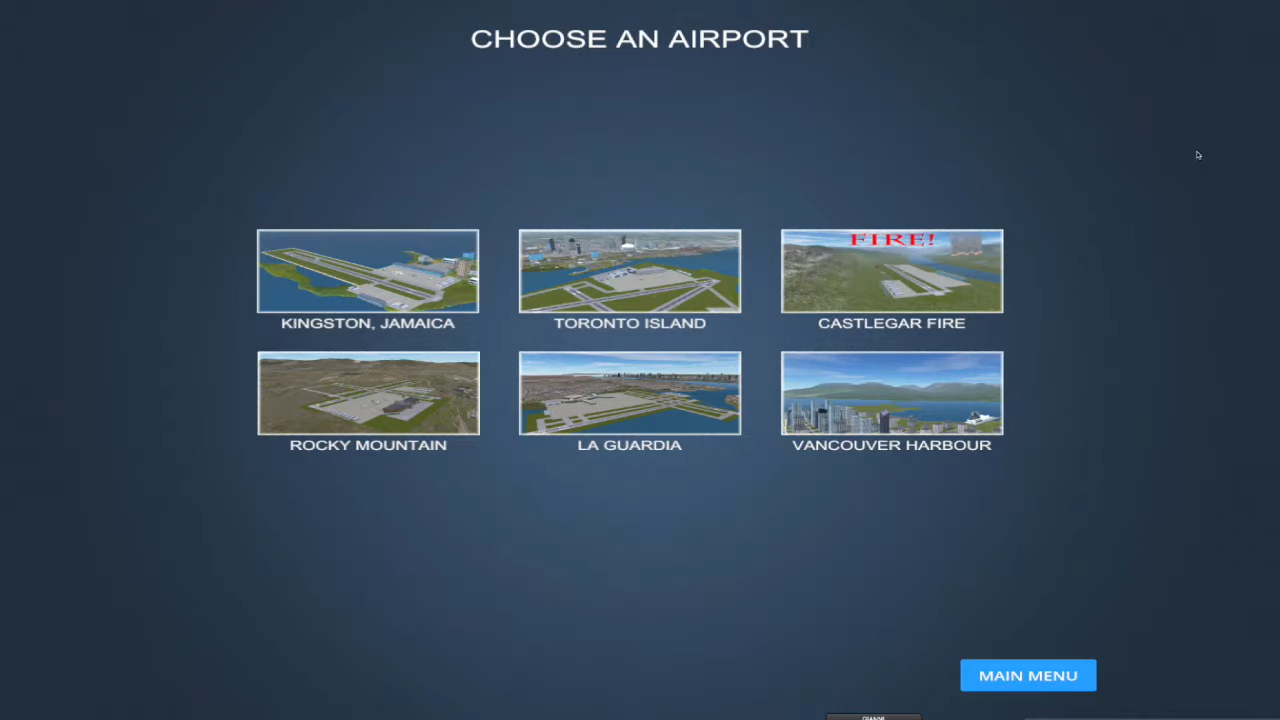 CHOOSE AN AIRPORT
FIRE!
KINGSTON, JAMAICA
TORONTO ISLAND
CASTLEGAR FIRE
ROCKY MOUNTAIN
LA GUARDIA
VANCOUVER HARBOUR
MAIN MENU